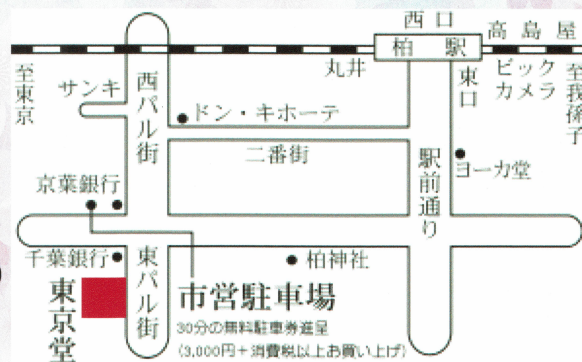 西口
柏駅
高島屋
至東京
丸井
東口
ビック
カメラ
至我孫子
サンキ
西パル街
ドン・キホーテ
二番街
駅前通り
ヨーカ堂
京葉銀行
千葉銀行
東パル街
柏神社
東京堂
市営駐車場
30分の無料駐車券進呈
(3,000円+消費税以上お買い上げ)